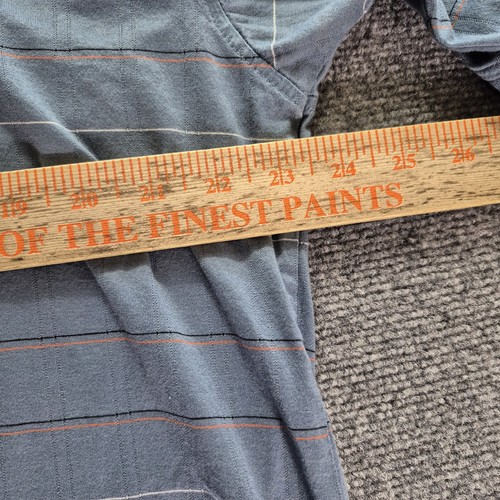 19 20 21 22 23 24 25 26
OF THE FINEST PAINTS